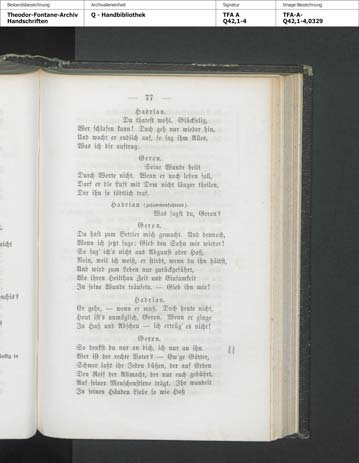 Bestandsbezeichnung
Theodor-Fontane-Archiv
Handschriften
Archivalieneinheit
Q - Handbibliothek
Signatur
TFA A
Q42,1-4
Image-Bezeichnung
TFA-A-
Q42,1-4,0329
— 77 —
Hadrian.
Du thatest wohl. Glückselig,
Wer schlafen kann! Doch geh nur wieder hin,
Und wacht er endlich auf, so sag ihm Alles,
Was ich dir auftrug.
Geron.
Seine Wunde heilt
Durch Worte nicht. Wenn er noch leben soll,
Darf er die Luft mit Dem nicht länger theilen,
Der ihn so tödtlich traf.
Hadrian (zusammenfahrend).
Was sagst du, Geron?
Geron.
Du hast zum Bettler mich gemacht. Und dennoch,
Wenn ich jetzt sage: Gieb den Sohn mir wieder!
So sag' ich's nicht aus Abgunst oder Haß,
Nein, weil ich weiß, er stirbt, wenn du ihn hältst,
Und wird zum Leben nur zurückgeführt,
Wo ihren Heilthau Zeit und Einsamkeit
In seine Wunde träufeln. — Gieb ihn mir!
Hadrian.
Er gehe, — wenn er muß. Doch heute nicht,
Heut ist's unmöglich, Geron. Wenn er ginge
In Haß und Abscheu — ich ertrüg' es nicht!
Geron.
So denkst du nur an dich, ich nur an ihn.
Wer ist der rechte Vater? — Ew'ge Götter,
Schwer laßt ihr Jeden büßen, der auf Erden
Den Reif der Allmacht, der nur euch gebührt,
Auf seiner Menschenstirne trägt. Ihr wandelt
In seinen Händen Liebe so wie Haß